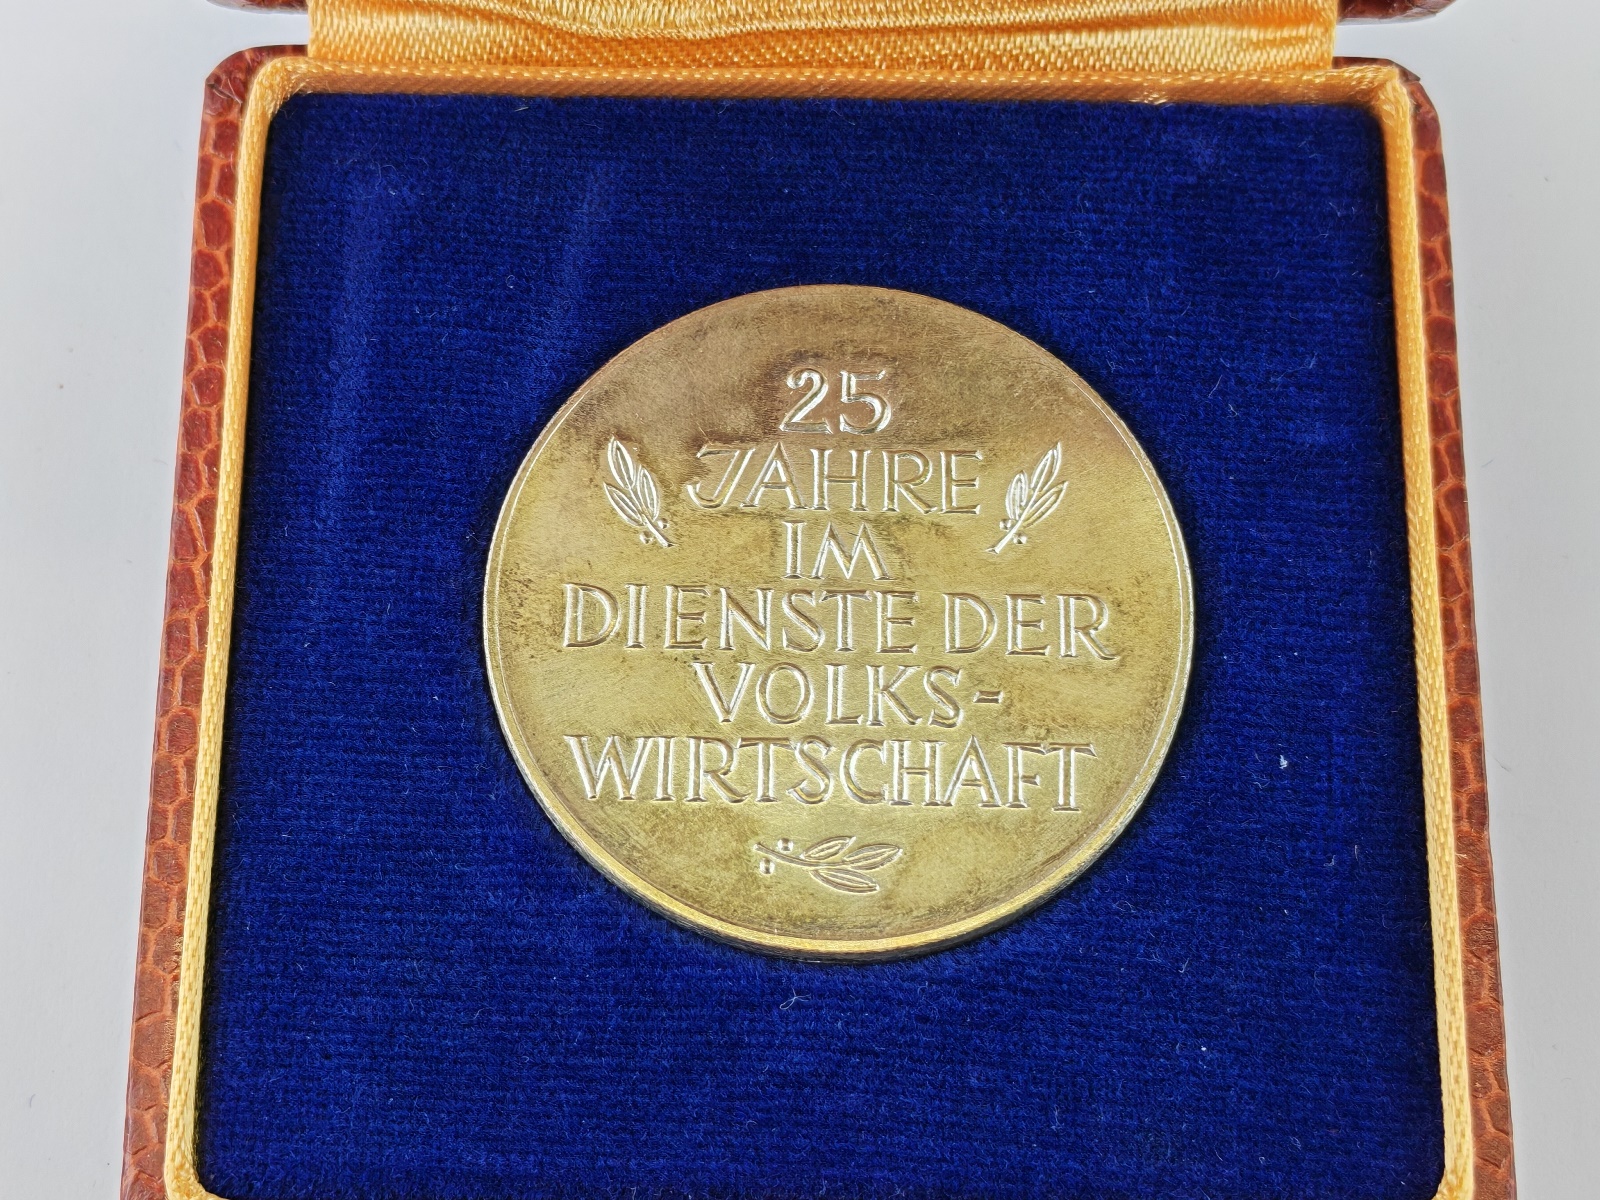 25
JAHRE
IM
DIENSTE DER
VOLKS-
WIRTSCHAFT